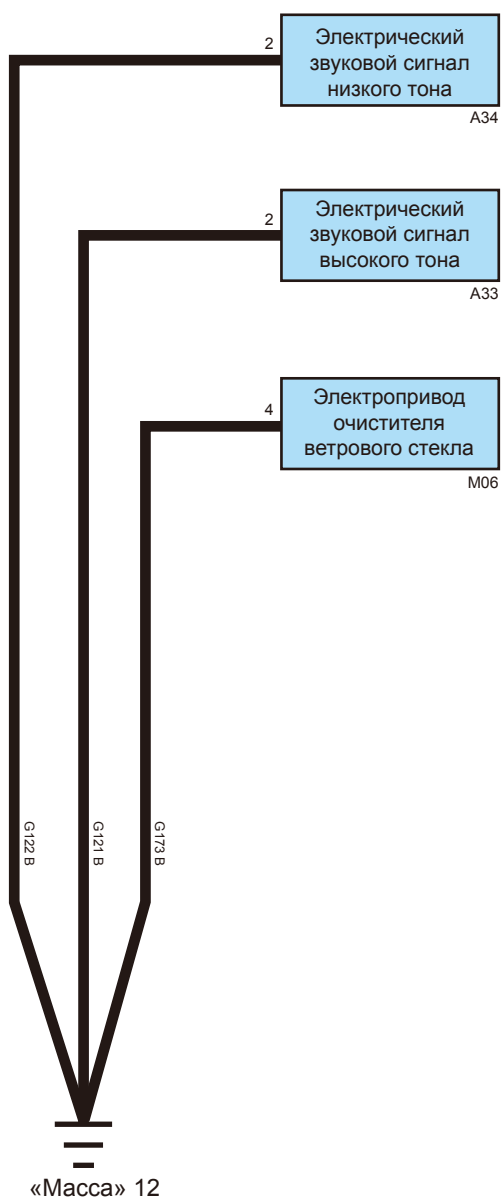 2
Электрический
звуковой сигнал
низкого тона
A34
2
Электрический
звуковой сигнал
высокого тона
A33
4
Электропривод
очистителя
ветрового стекла
M06
G122 B
G121 B
G173 B
«Масса» 12